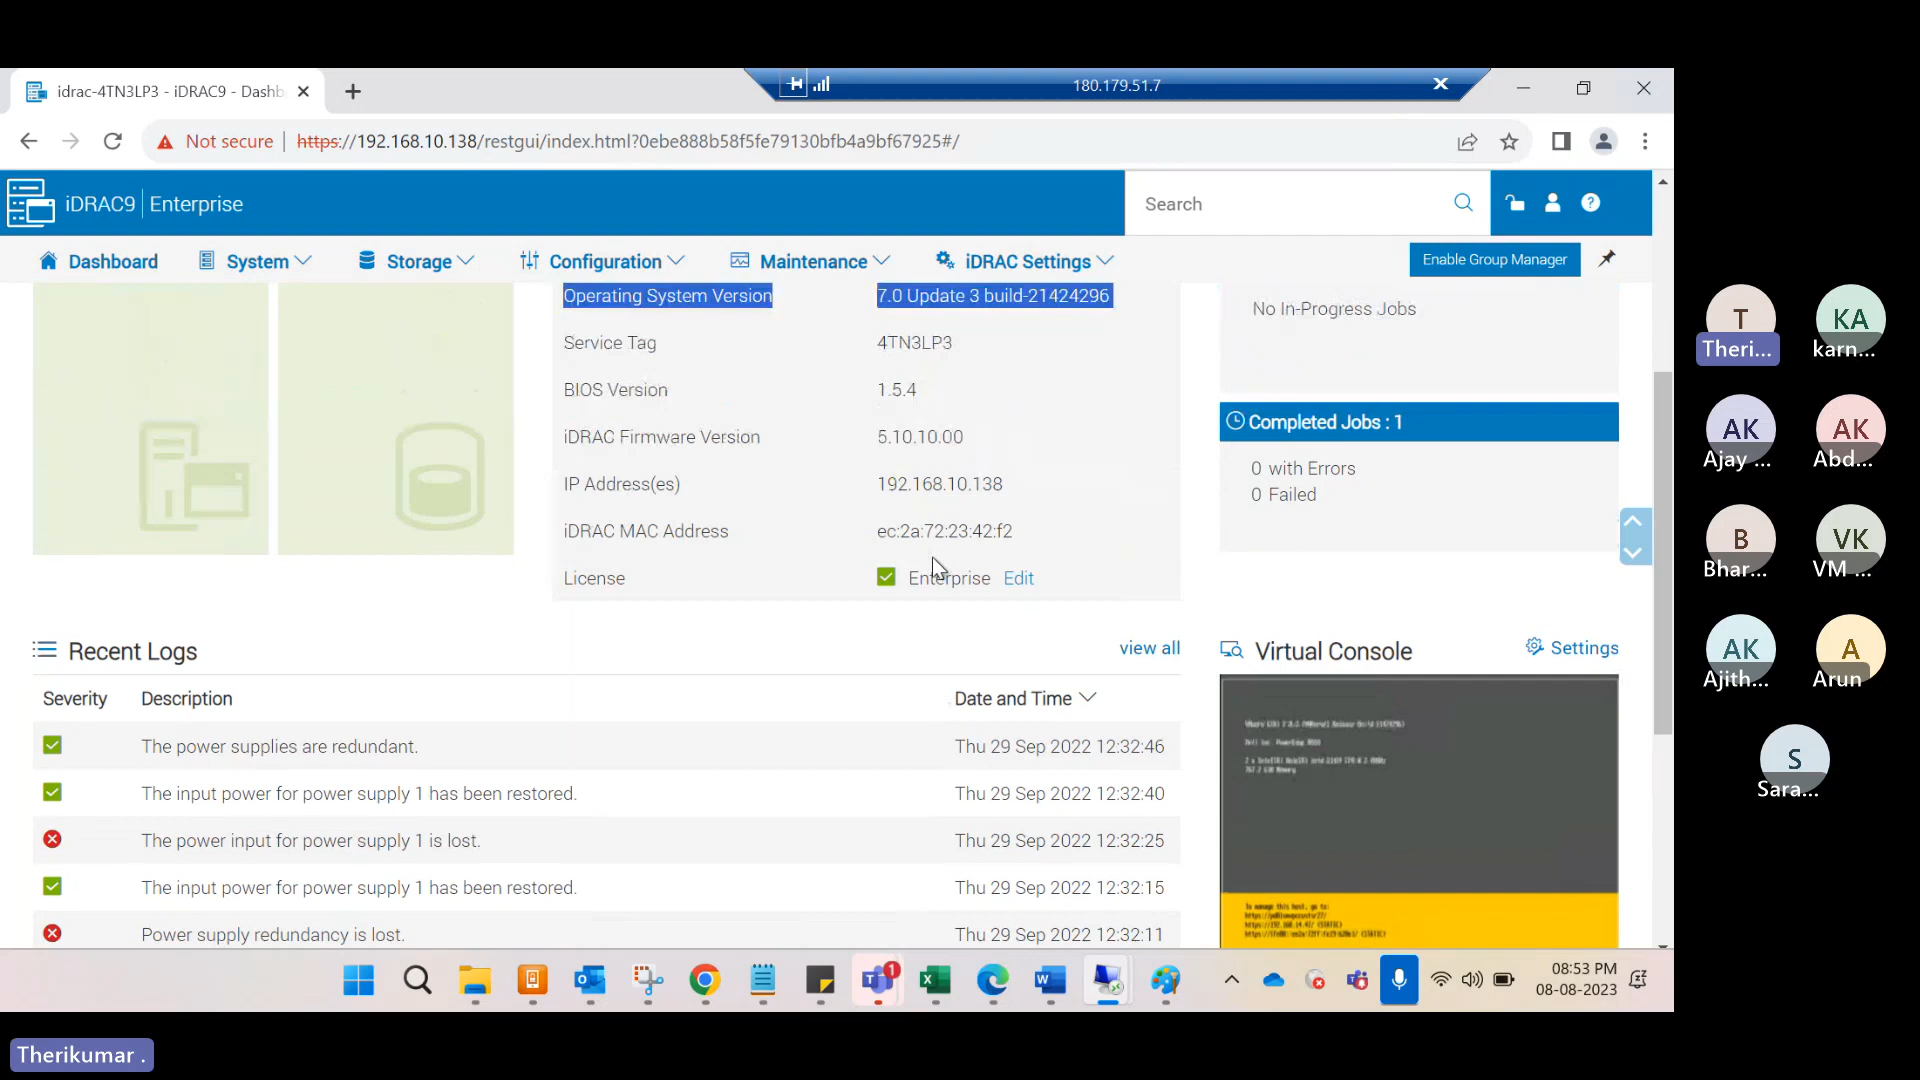 180.179.51.7
idrac-4TN3LP3 - iDRAC9 - Dashb
Not secure | https://192.168.10.138/restgui/index.html?0ebe888b58f5fe79130bfb4a9bf67925#/
iDRAC9 | Enterprise
Search
Dashboard System Storage Configuration Maintenance iDRAC Settings Enable Group Manager
Operating System Version 7.0 Update 3 build-21424296
Service Tag 4TN3LP3
BIOS Version 1.5.4
iDRAC Firmware Version 5.10.10.00
IP Address(es) 192.168.10.138
iDRAC MAC Address ec:2a:72:23:42:f2
License Enterprise Edit
No In-Progress Jobs
Completed Jobs : 1
0 with Errors
0 Failed
Recent Logs view all
Severity Description Date and Time
The power supplies are redundant. Thu 29 Sep 2022 12:32:46
The input power for power supply 1 has been restored. Thu 29 Sep 2022 12:32:40
The power input for power supply 1 is lost. Thu 29 Sep 2022 12:32:25
The input power for power supply 1 has been restored. Thu 29 Sep 2022 12:32:15
Power supply redundancy is lost. Thu 29 Sep 2022 12:32:11
Virtual Console Settings
To manage this host, go to:
T
Theri...
KA
karn...
AK
Ajay ...
AK
Abd...
B
Bhar...
VK
VM ...
AK
Ajith...
A
Arun
S
Sara...
1
08:53 PM
08-08-2023
Therikumar .